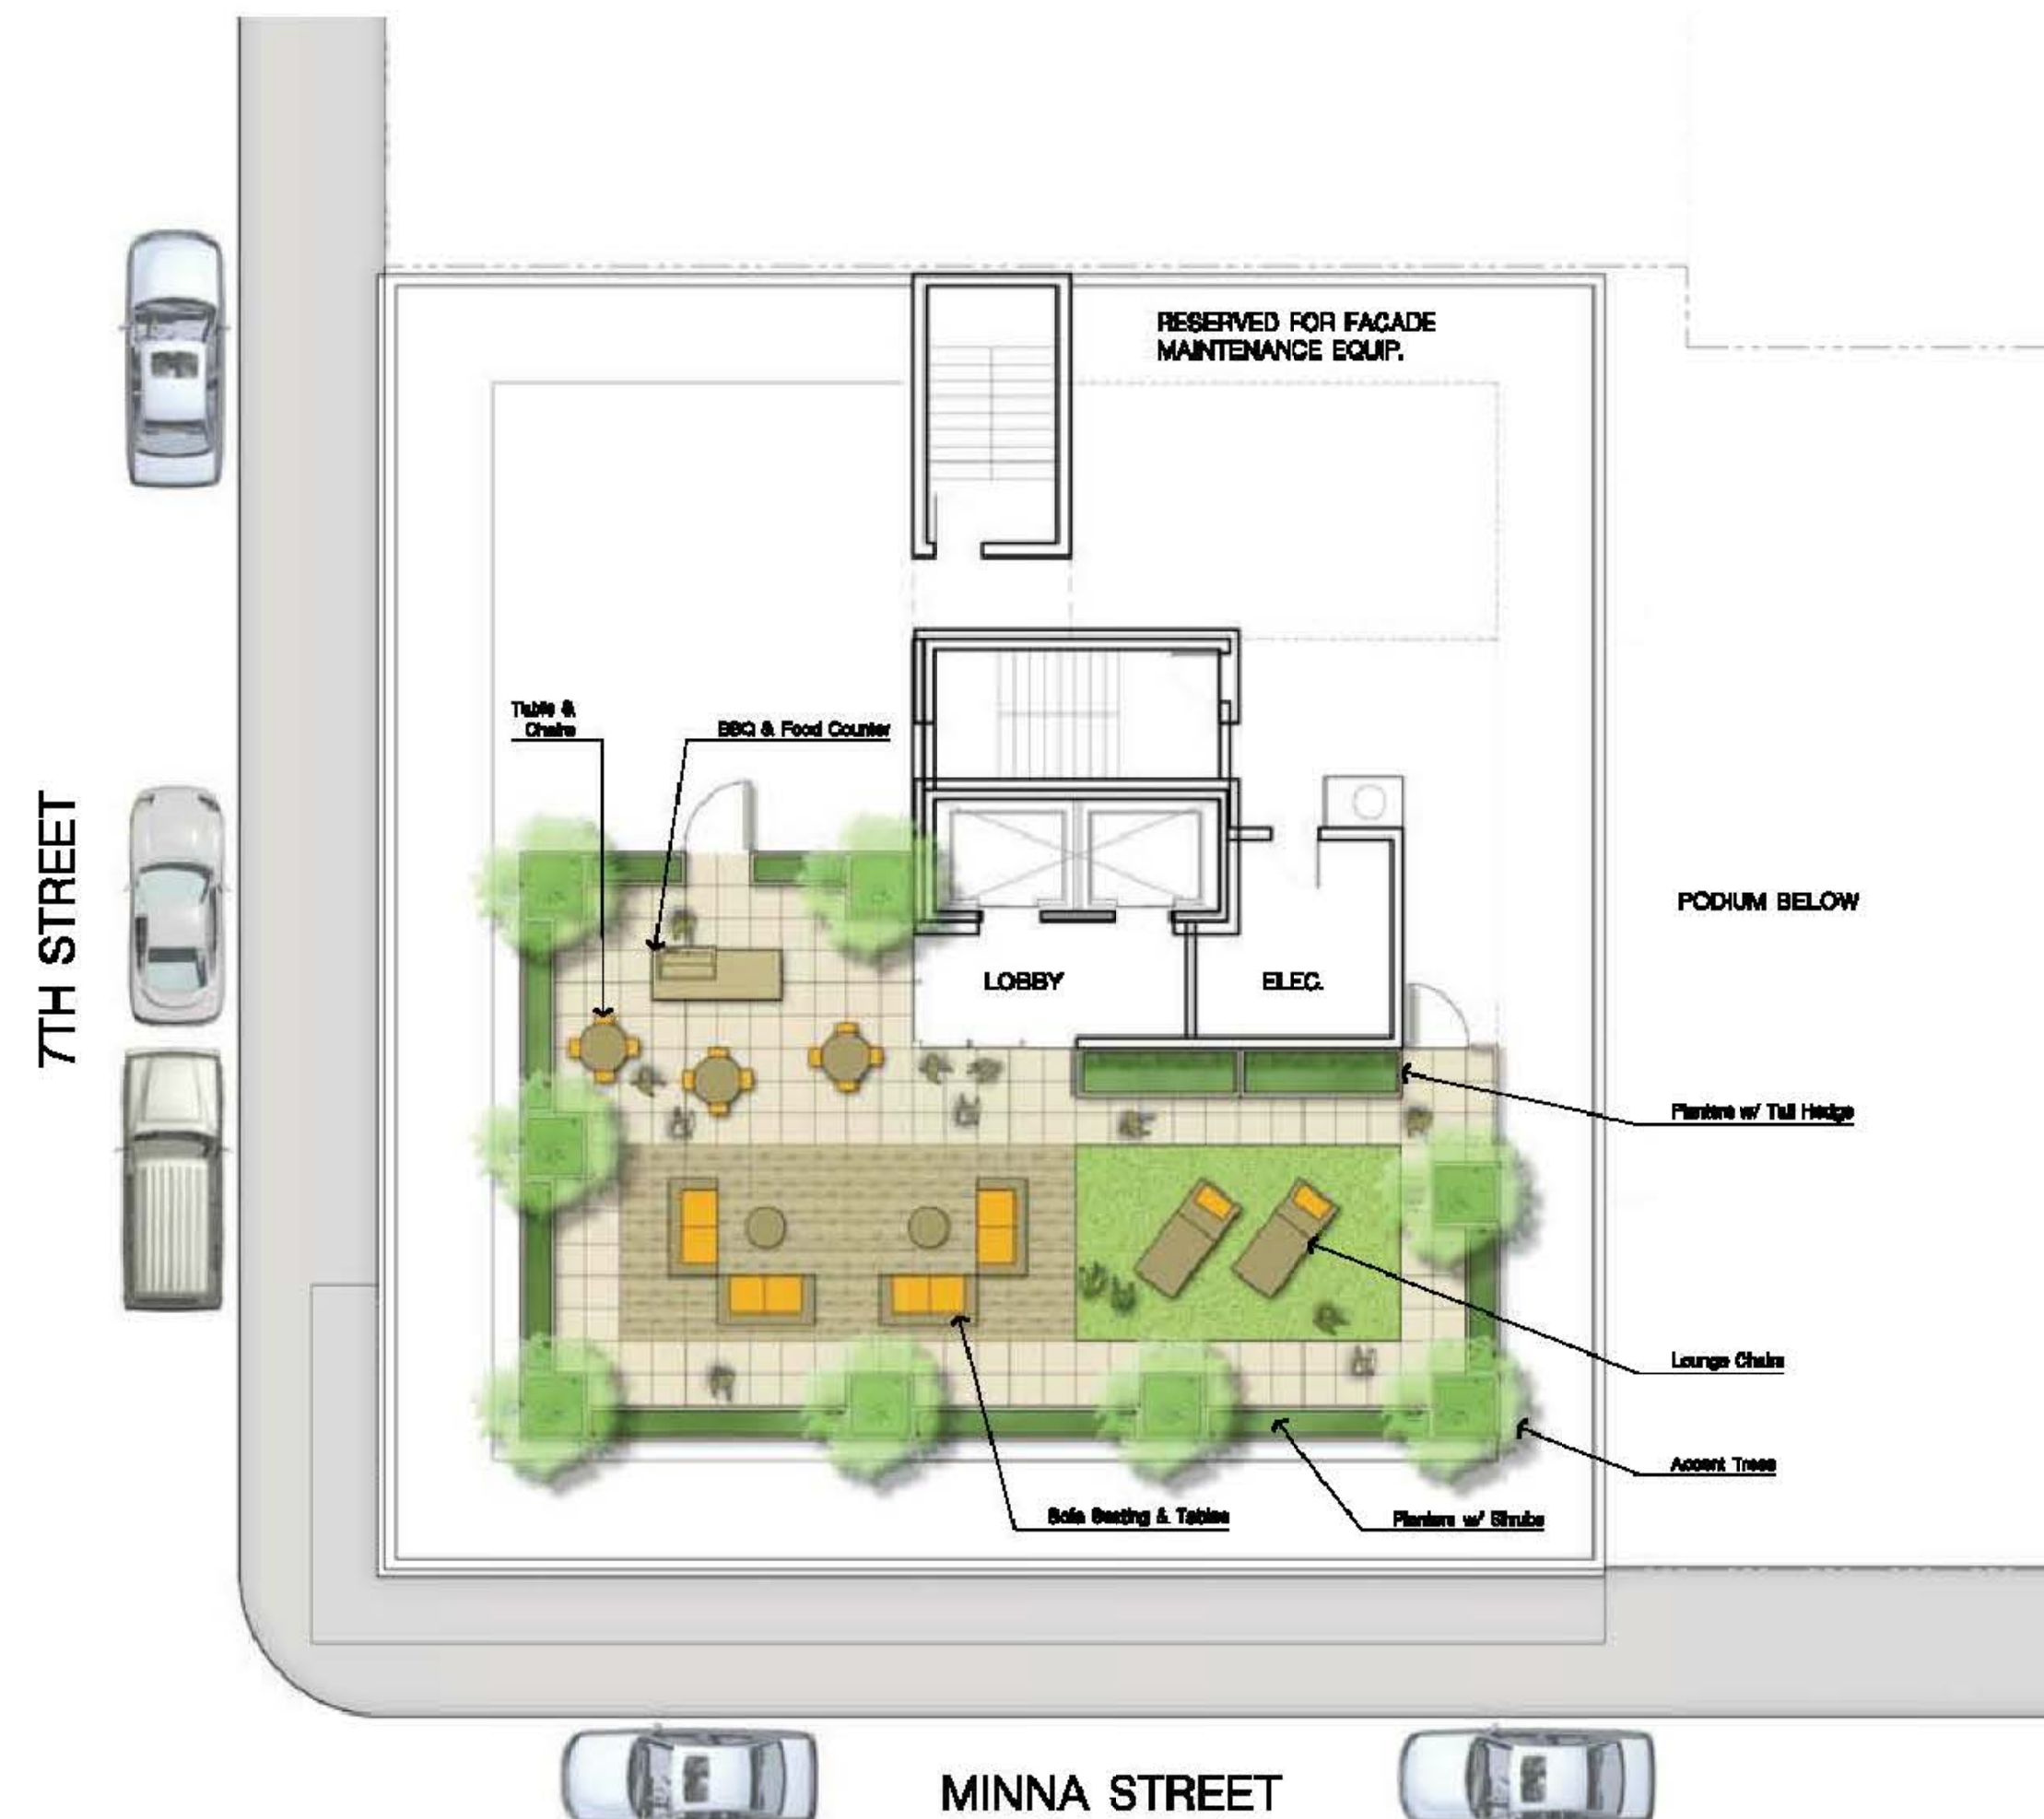 RESERVED FOR FACADE
MAINTENANCE EQUIP.
Table &
Chairs
BBQ & Food Counter
7TH STREET
PODIUM BELOW
LOBBY
ELEC.
Planters w/ Tall Hedge
Lounge Chairs
Accent Trees
Sofa Seating & Tables
Planters w/ Shrubs
MINNA STREET